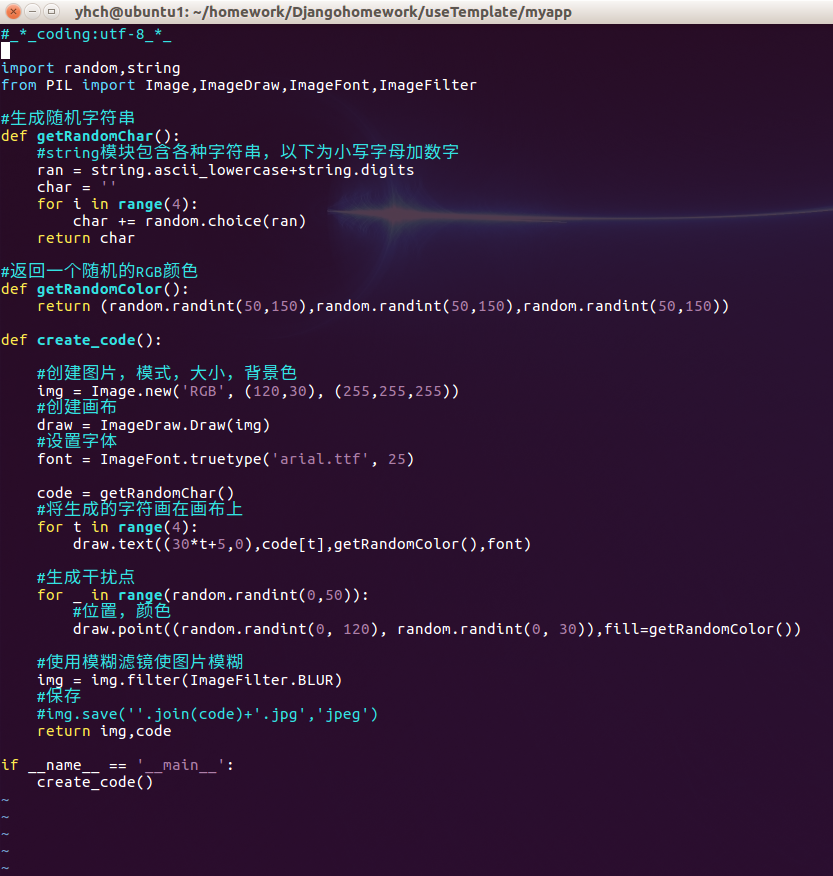 yhch@ubuntu1: ~/homework/Djangohomework/useTemplate/myapp
#_*_coding:utf-8_*_
import random,string
from PIL import Image,ImageDraw,ImageFont,ImageFilter
#生成随机字符串
def getRandomChar():
    #string模块包含各种字符串，以下为小写字母加数字
    ran = string.ascii_lowercase+string.digits
    char = ''
    for i in range(4):
        char += random.choice(ran)
    return char
#返回一个随机的RGB颜色
def getRandomColor():
    return (random.randint(50,150),random.randint(50,150),random.randint(50,150))
def create_code():
    #创建图片，模式，大小，背景色
    img = Image.new('RGB', (120,30), (255,255,255))
    #创建画布
    draw = ImageDraw.Draw(img)
    #设置字体
    font = ImageFont.truetype('arial.ttf', 25)
    code = getRandomChar()
    #将生成的字符画在画布上
    for t in range(4):
        draw.text((30*t+5,0),code[t],getRandomColor(),font)
    #生成干扰点
    for _ in range(random.randint(0,50)):
        #位置，颜色
        draw.point((random.randint(0, 120), random.randint(0, 30)),fill=getRandomColor())
    #使用模糊滤镜使图片模糊
    img = img.filter(ImageFilter.BLUR)
    #保存
    #img.save(''.join(code)+'.jpg','jpeg')
    return img,code
if __name__ == '__main__':
    create_code()
~
~
~
~
~